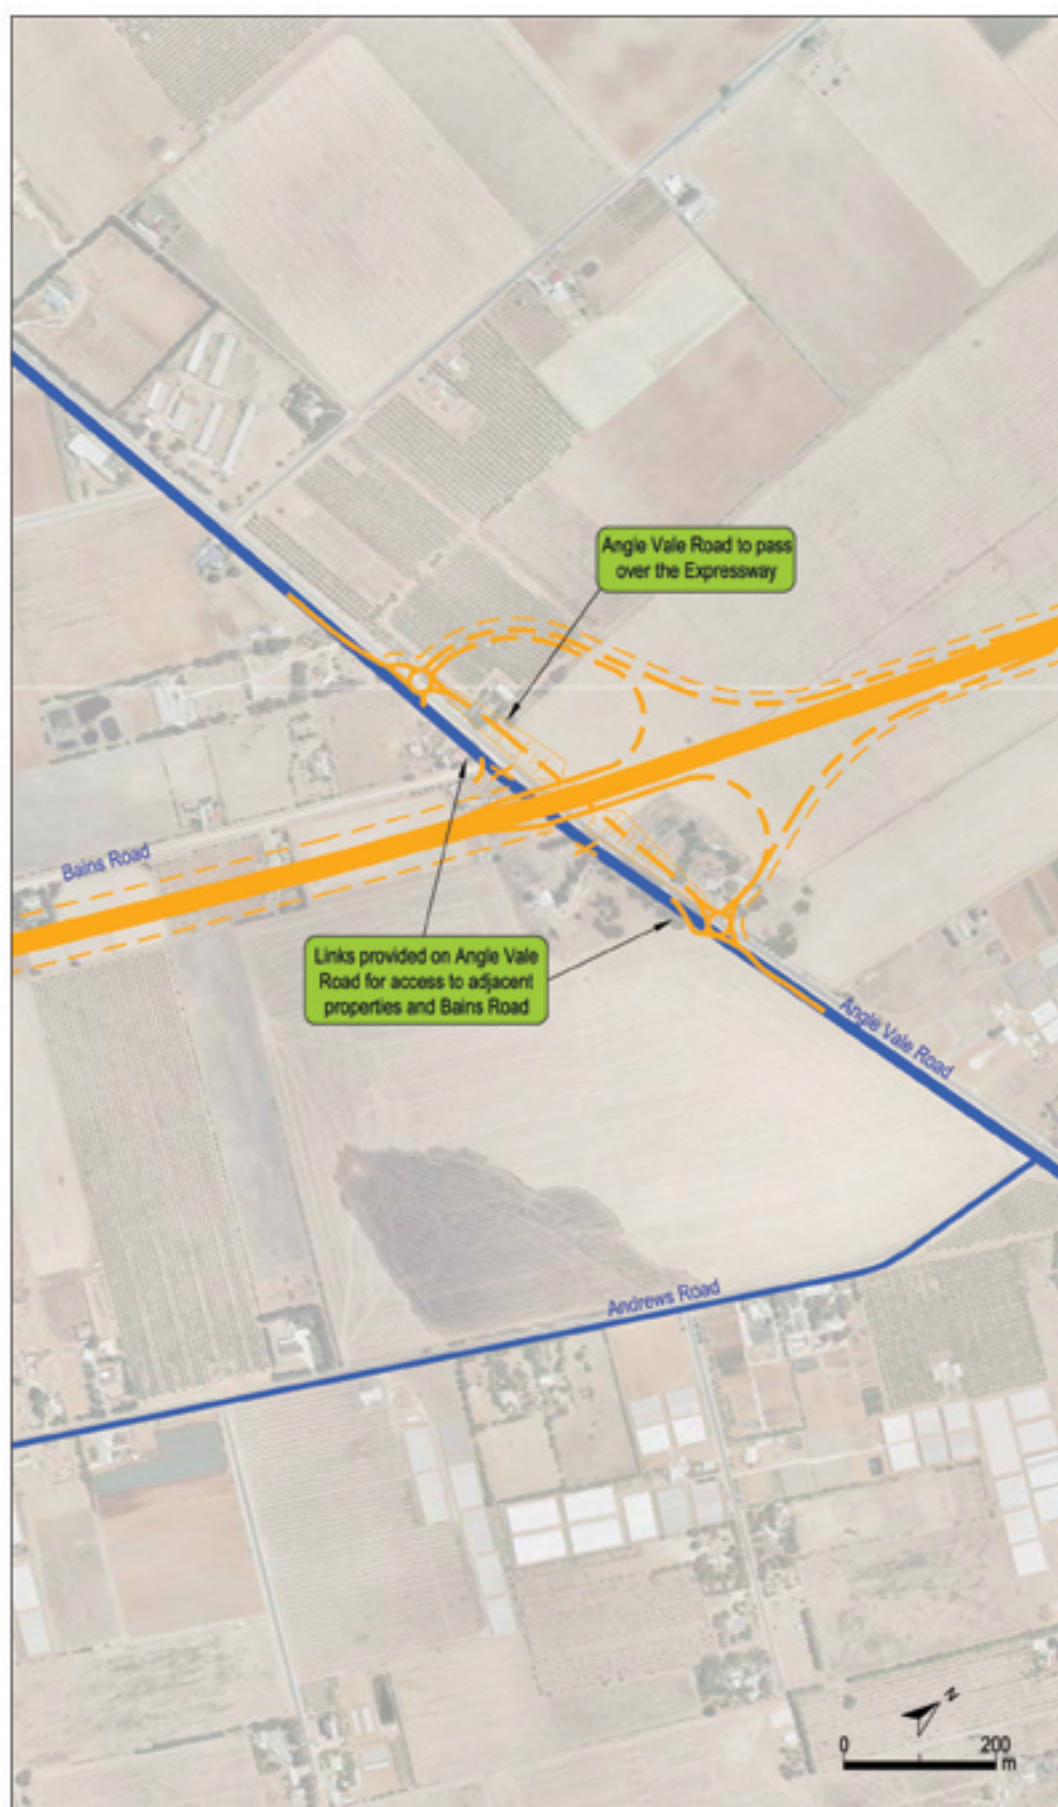 Angle Vale Road to pass
over the Expressway
Bains Road
Links provided on Angle Vale
Road for access to adjacent
properties and Bains Road
Angle Vale Road
Andrews Road
N
0 200
m